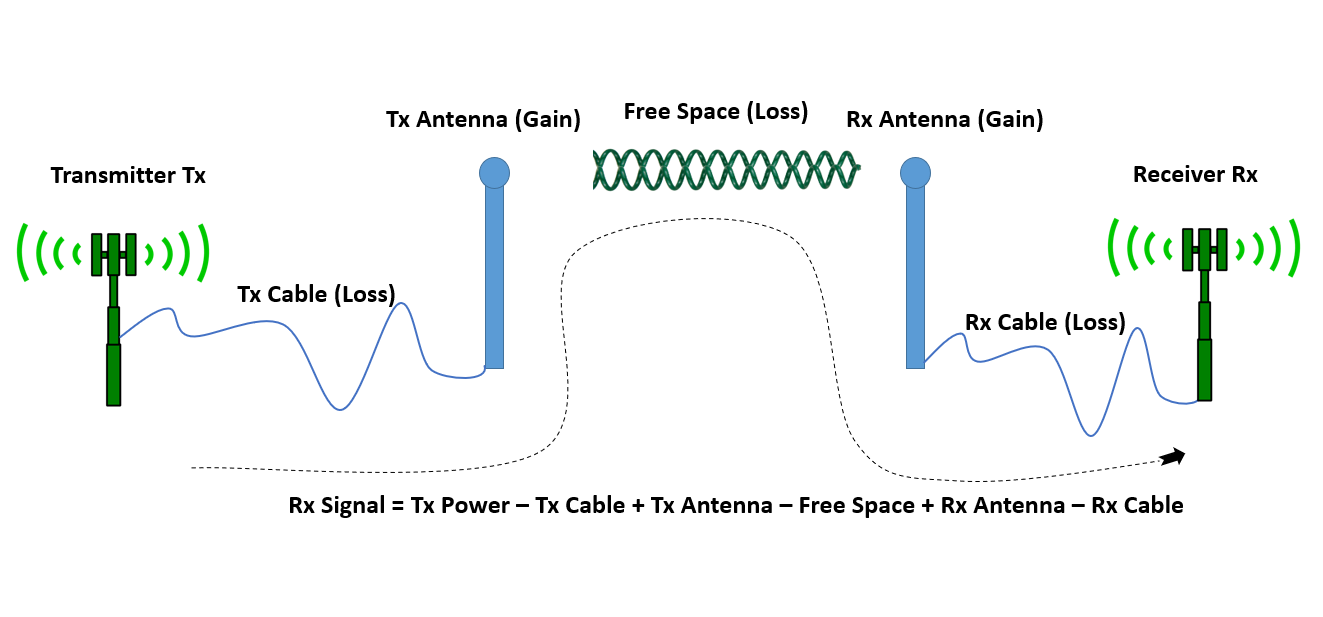 Free Space (Loss)
Tx Antenna (Gain)
Rx Antenna (Gain)
Transmitter Tx
Receiver Rx
Tx Cable (Loss)
Rx Cable (Loss)
Rx Signal = Tx Power – Tx Cable + Tx Antenna – Free Space + Rx Antenna – Rx Cable